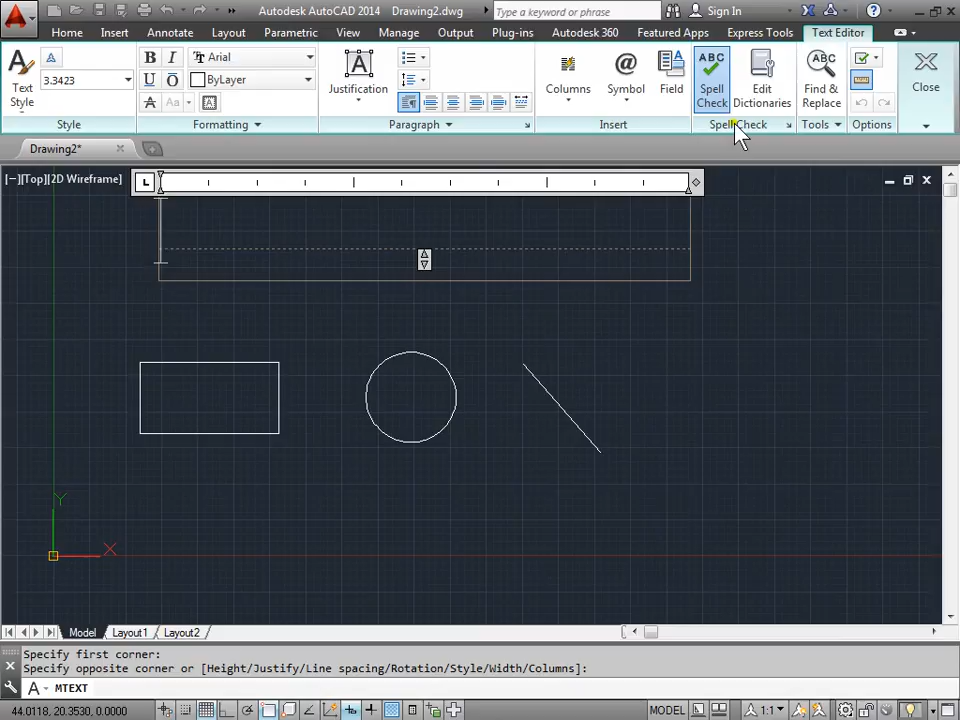 Autodesk AutoCAD 2014 Drawing2.dwg Type a keyword or phrase Sign In
Home Insert Annotate Layout Parametric View Manage Output Plug-ins Autodesk 360 Featured Apps Express Tools Text Editor
A Text Style
3.3423
B I Arial
U O ByLayer
A Aa
Justification
Columns
@ Symbol
Field
ABC Spell Check
Edit Dictionaries
ABC Find & Replace
Close
Style Formatting Paragraph Insert Spell Check Tools Options
Drawing2*
[−][Top][2D Wireframe]
L
Y
X
Model Layout1 Layout2
Specify first corner:
Specify opposite corner or [Height/Justify/Line spacing/Rotation/Style/Width/Columns]:
A MTEXT
44.0118, 20.3530, 0.0000 MODEL 1:1